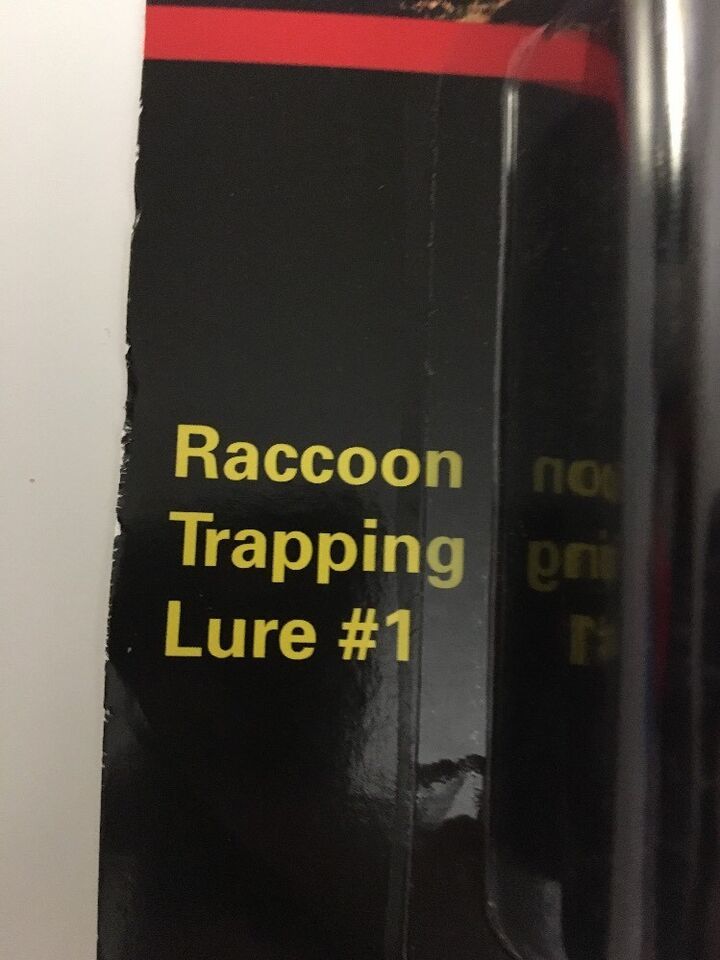 Raccoon
Trapping
Lure #1